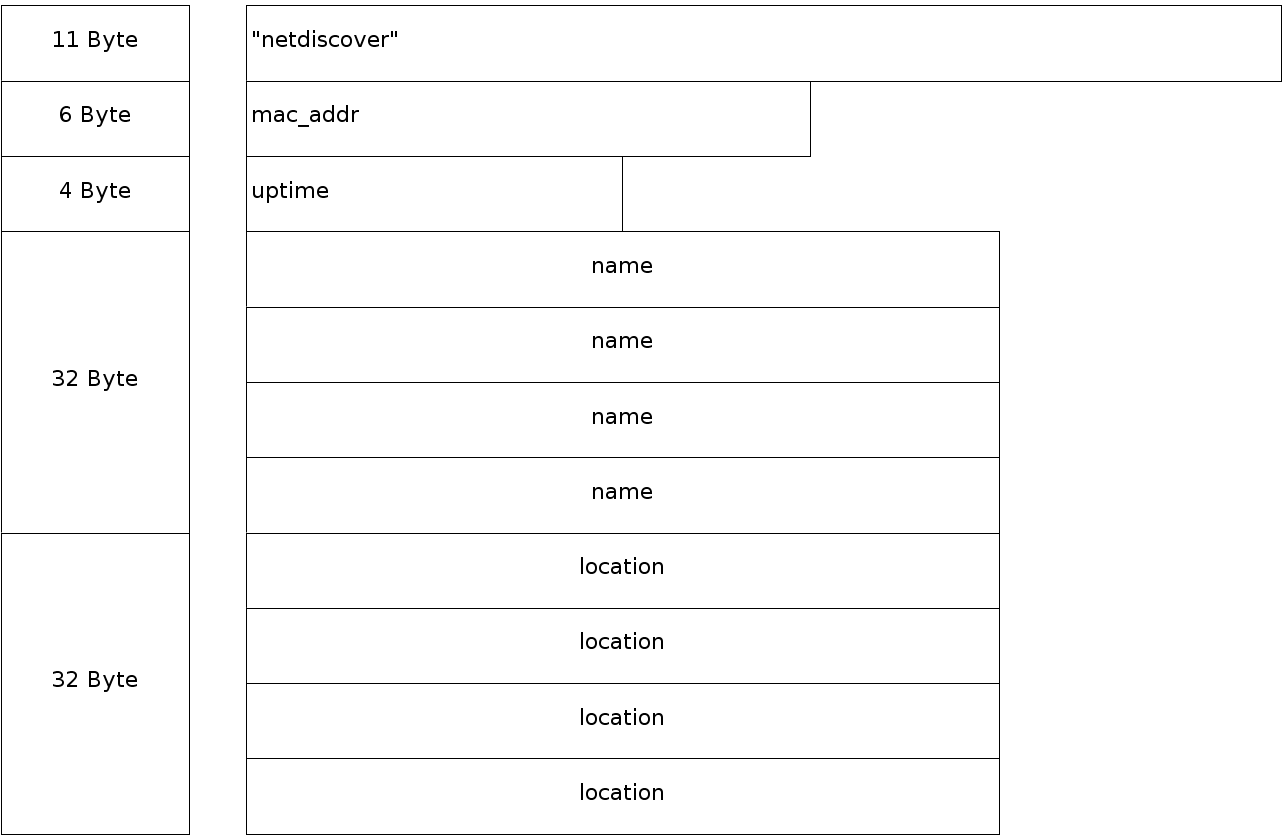 11 Byte "netdiscover"
6 Byte mac_addr
4 Byte uptime
name
name
32 Byte
name
name
location
location
32 Byte
location
location